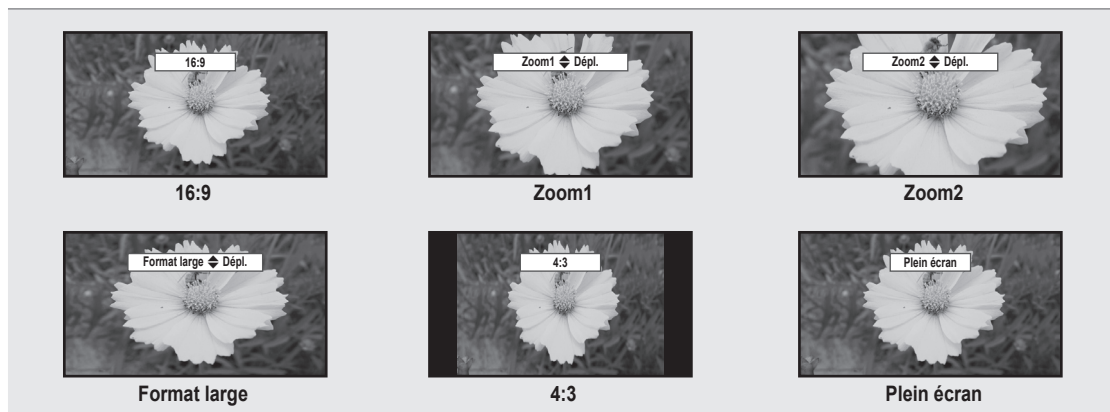 16:9
Zoom1 Dépl.
Zoom2 Dépl.
16:9
Zoom1
Zoom2
Format large Dépl.
4:3
Plein écran
Format large
4:3
Plein écran